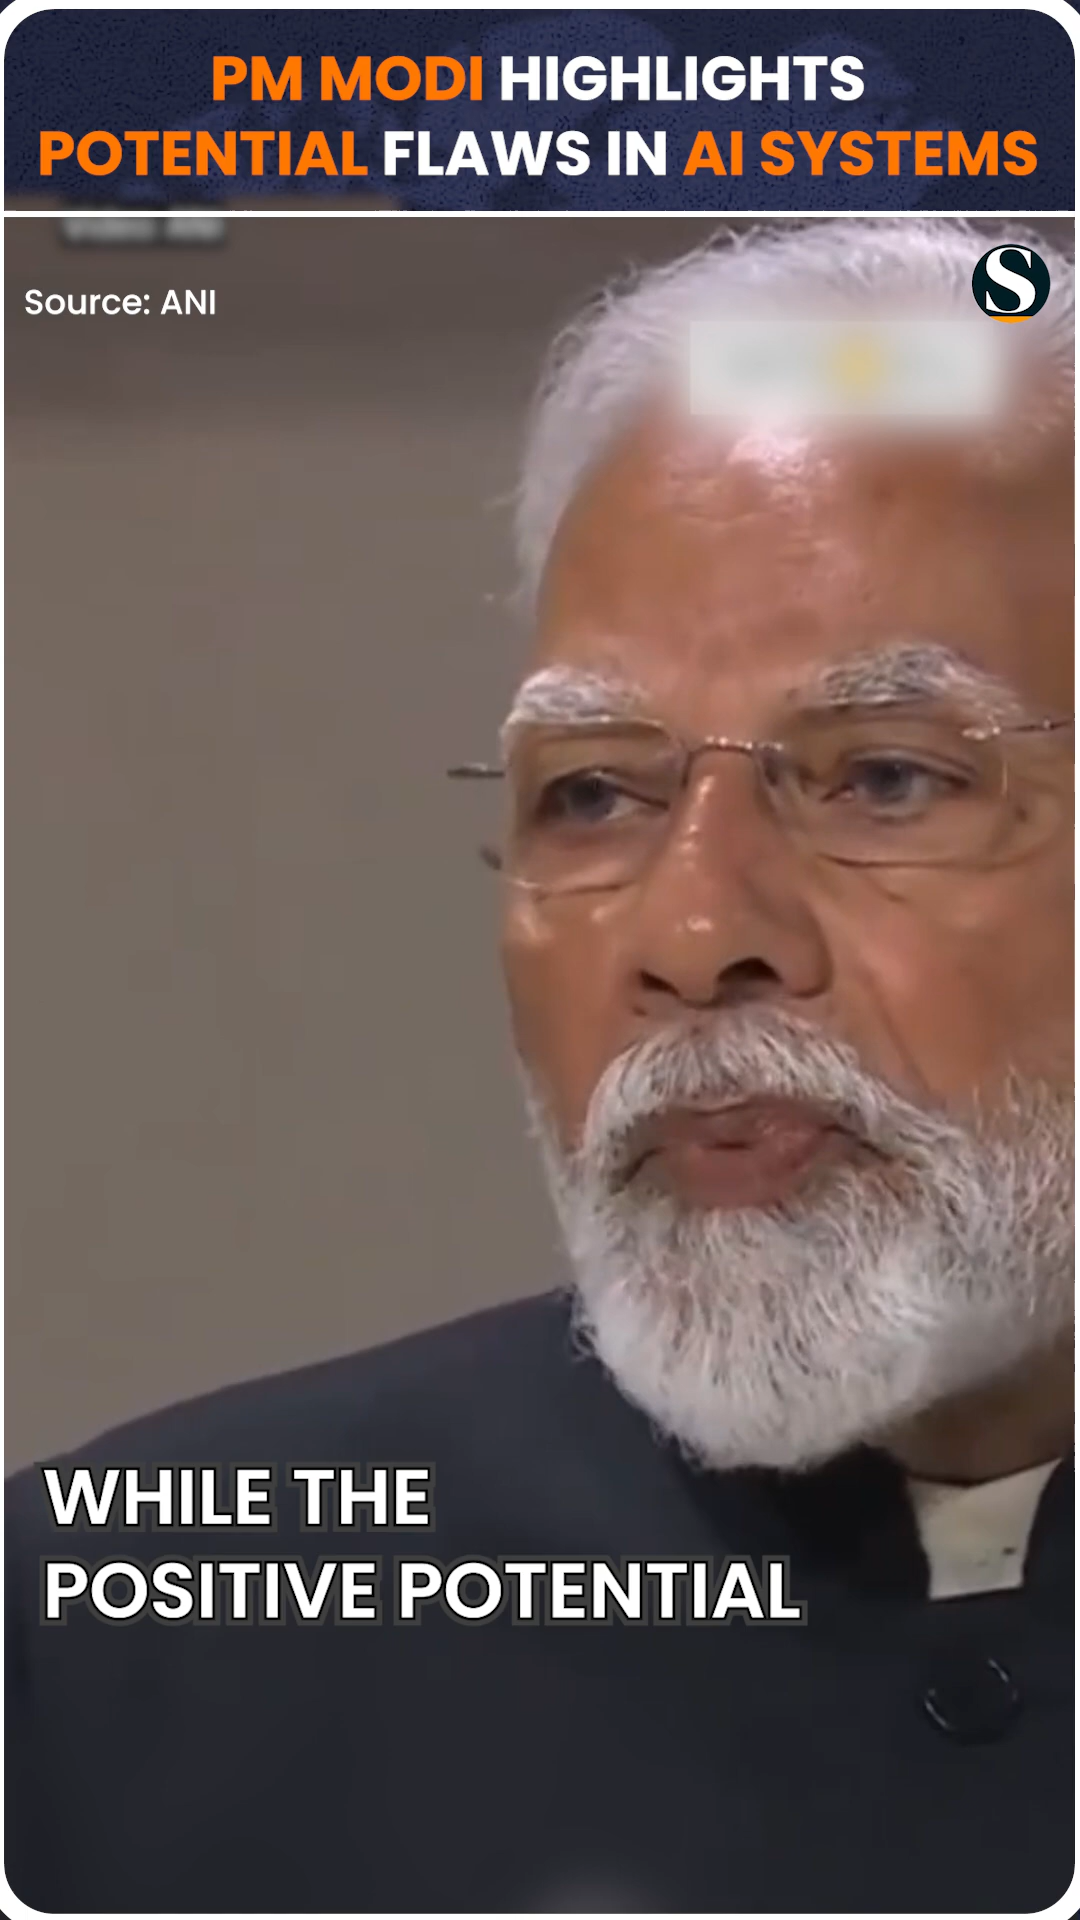 PM MODI HIGHLIGHTS
POTENTIAL FLAWS IN AI SYSTEMS
Source: ANI
S
WHILE THE
POSITIVE POTENTIAL